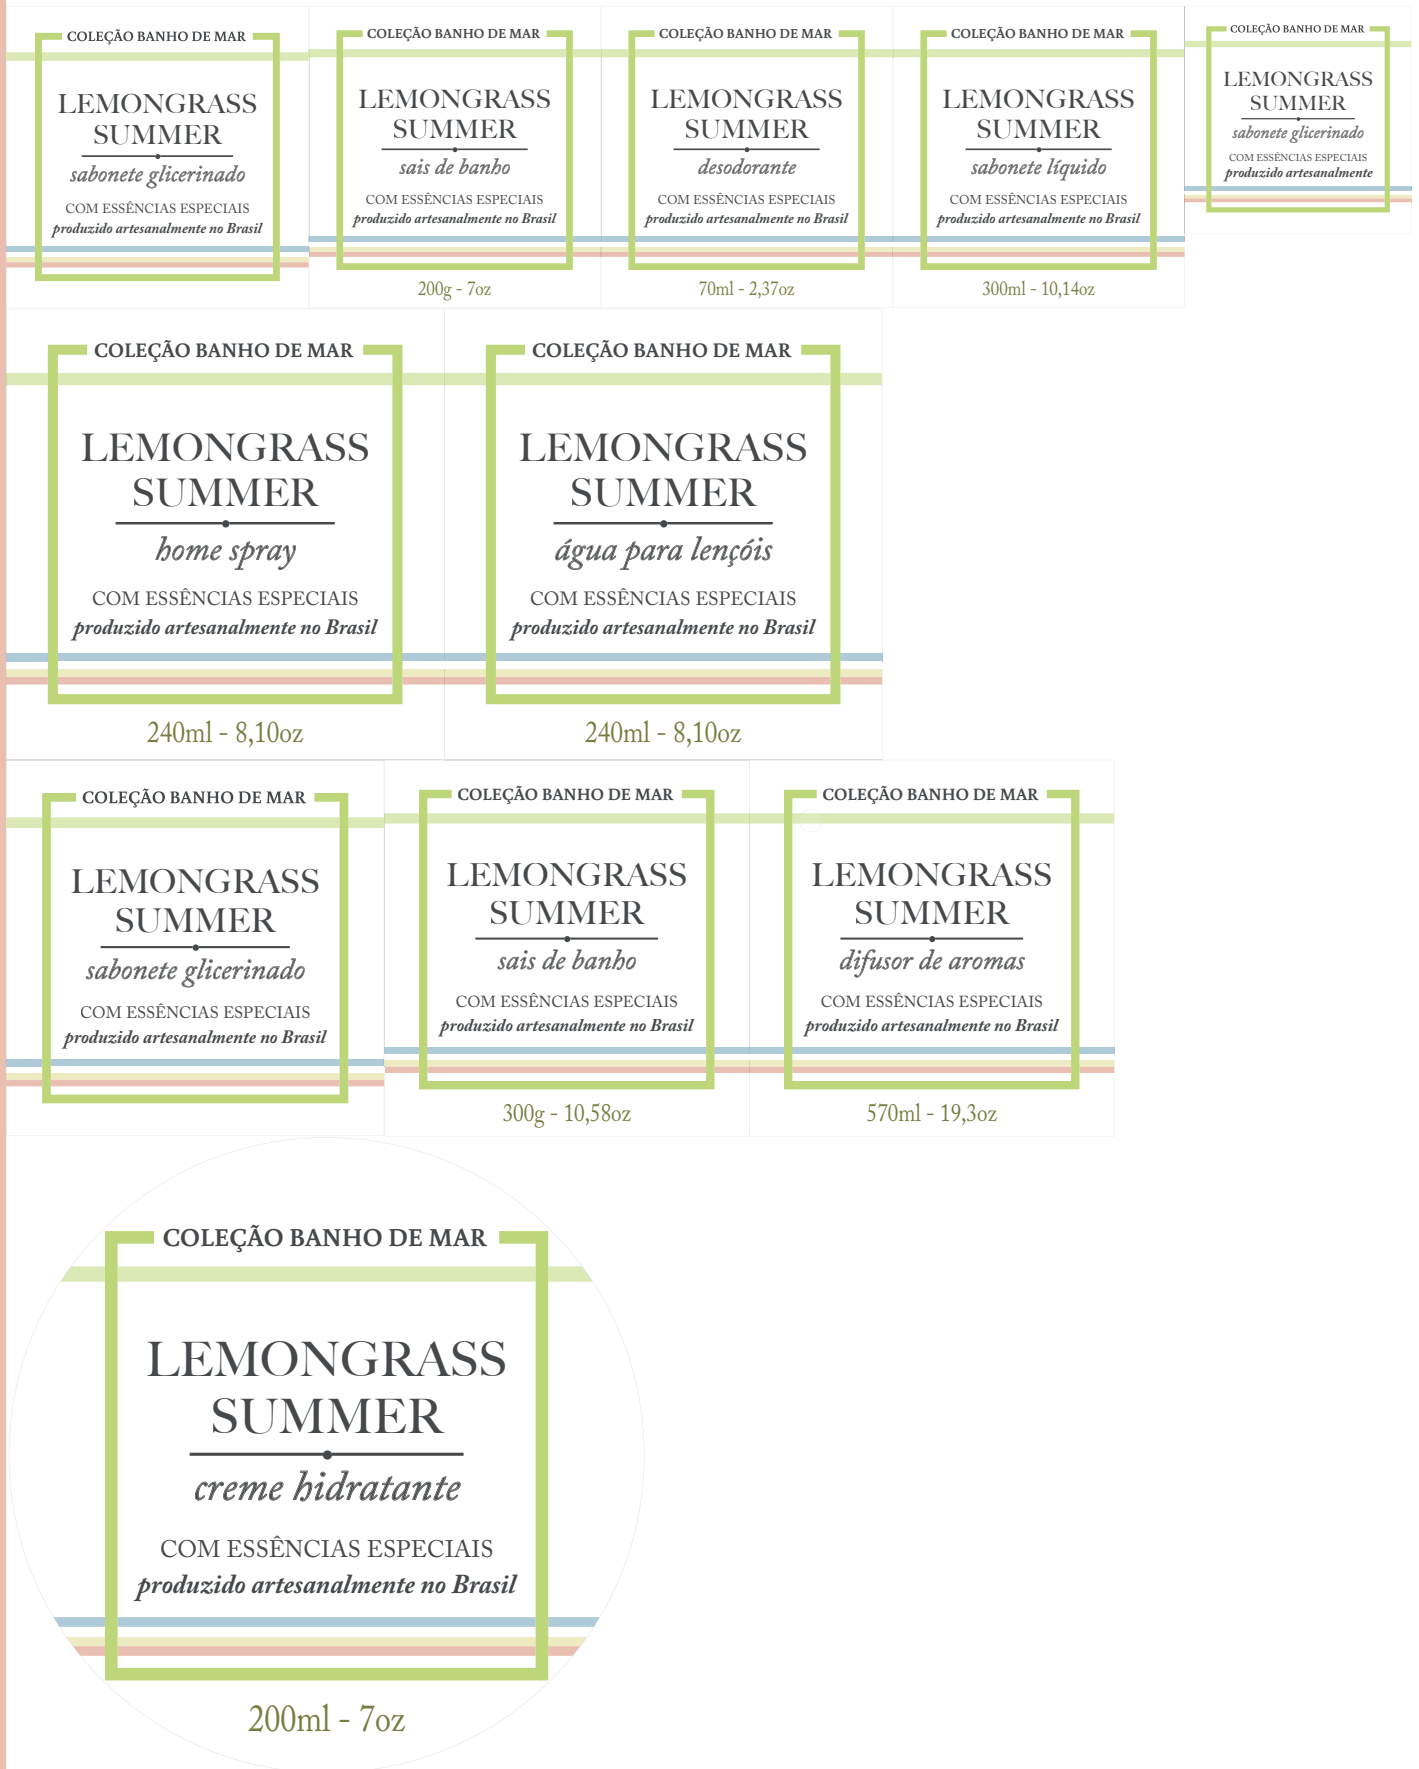 COLEÇÃO BANHO DE MAR
LEMONGRASS
SUMMER
sabonete glicerinado
COM ESSÊNCIAS ESPECIAIS
produzido artesanalmente no Brasil
COLEÇÃO BANHO DE MAR
LEMONGRASS
SUMMER
sais de banho
COM ESSÊNCIAS ESPECIAIS
produzido artesanalmente no Brasil
200g - 7oz
COLEÇÃO BANHO DE MAR
LEMONGRASS
SUMMER
desodorante
COM ESSÊNCIAS ESPECIAIS
produzido artesanalmente no Brasil
70ml - 2,37oz
COLEÇÃO BANHO DE MAR
LEMONGRASS
SUMMER
sabonete líquido
COM ESSÊNCIAS ESPECIAIS
produzido artesanalmente no Brasil
300ml - 10,14oz
COLEÇÃO BANHO DE MAR
LEMONGRASS
SUMMER
sabonete glicerinado
COM ESSÊNCIAS ESPECIAIS
produzido artesanalmente
COLEÇÃO BANHO DE MAR
LEMONGRASS
SUMMER
home spray
COM ESSÊNCIAS ESPECIAIS
produzido artesanalmente no Brasil
240ml - 8,10oz
COLEÇÃO BANHO DE MAR
LEMONGRASS
SUMMER
água para lençóis
COM ESSÊNCIAS ESPECIAIS
produzido artesanalmente no Brasil
240ml - 8,10oz
COLEÇÃO BANHO DE MAR
LEMONGRASS
SUMMER
sabonete glicerinado
COM ESSÊNCIAS ESPECIAIS
produzido artesanalmente no Brasil
COLEÇÃO BANHO DE MAR
LEMONGRASS
SUMMER
sais de banho
COM ESSÊNCIAS ESPECIAIS
produzido artesanalmente no Brasil
300g - 10,58oz
COLEÇÃO BANHO DE MAR
LEMONGRASS
SUMMER
difusor de aromas
COM ESSÊNCIAS ESPECIAIS
produzido artesanalmente no Brasil
570ml - 19,3oz
COLEÇÃO BANHO DE MAR
LEMONGRASS
SUMMER
creme hidratante
COM ESSÊNCIAS ESPECIAIS
produzido artesanalmente no Brasil
200ml - 7oz